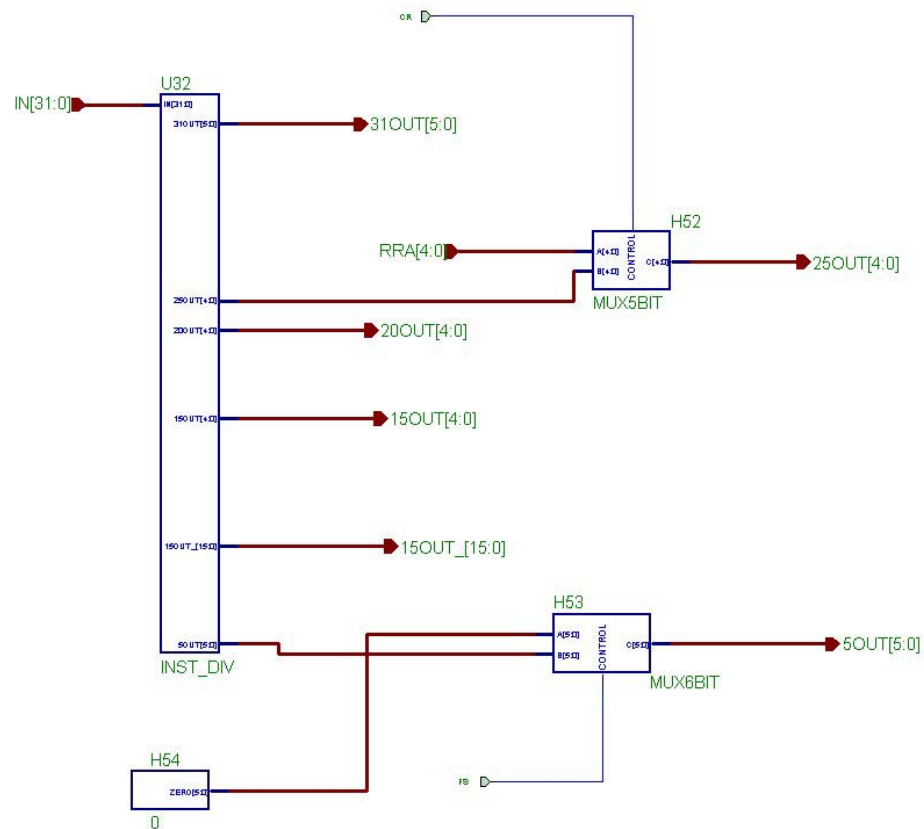 CR
U32
IN[31:0]
IN[31:0]
31OUT[5:0]
31OUT[5:0]
H52
RRA[4:0]
A[4:0]
B[4:0]
CONTROL
C[4:0]
25OUT[4:0]
MUX5BIT
25OUT[4:0]
20OUT[4:0]
20OUT[4:0]
15OUT[4:0]
15OUT[4:0]
15OUT_[15:0]
15OUT_[15:0]
H53
A[5:0]
B[5:0]
CONTROL
C[5:0]
5OUT[5:0]
5OUT[5:0]
INST_DIV
MUX6BIT
H54
ZERO[5:0]
0